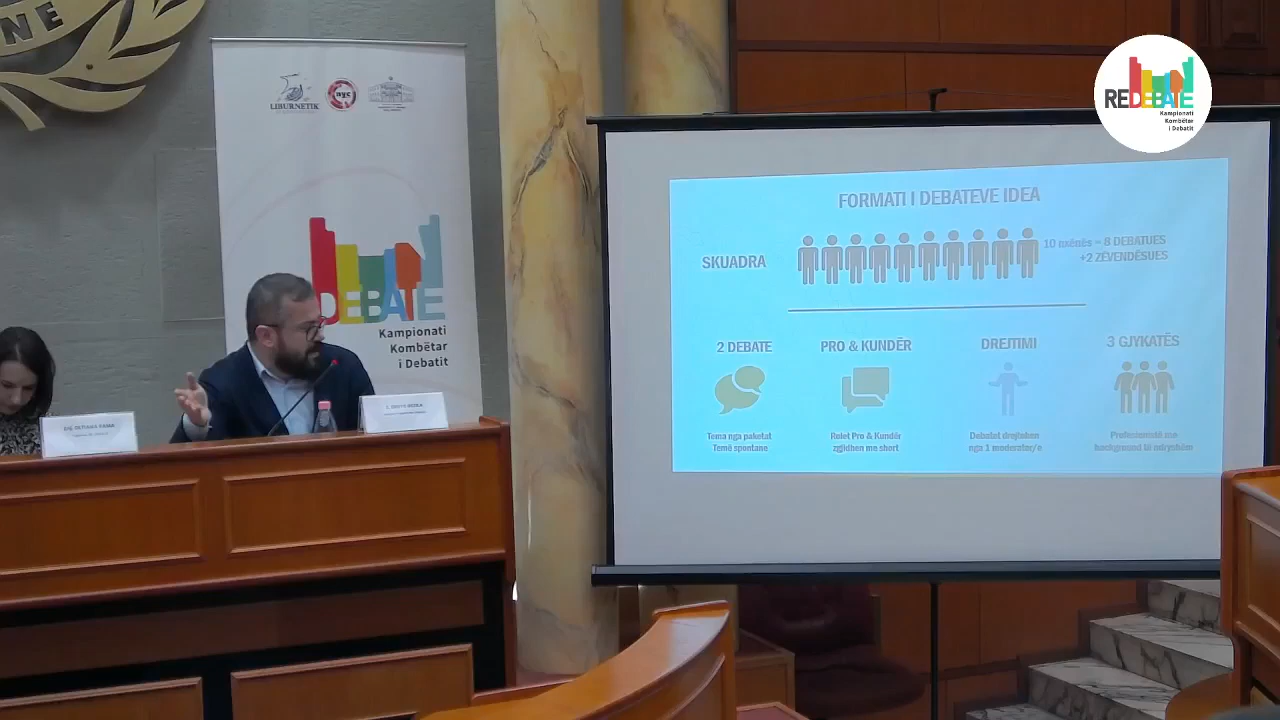 NE
LIBURNETIK
nyc
DEBATE
Kampionati
Kombëtar
i Debatit
REDEBATE
Kampionati
Kombëtar
i Debatit
FORMATI I DEBATEVE IDEA
SKUADRA
10 nxënës = 8 DEBATUES
+2 ZËVENDËSUES
2 DEBATE
PRO & KUNDËR
DREJTIMI
3 GJYKATËS
Tema nga paketat
Temë spontane
Rolet Pro & Kundër
zgjidhen me short
Debatet drejtohen
nga 1 moderator/e
Profesionistë me
background të ndryshëm